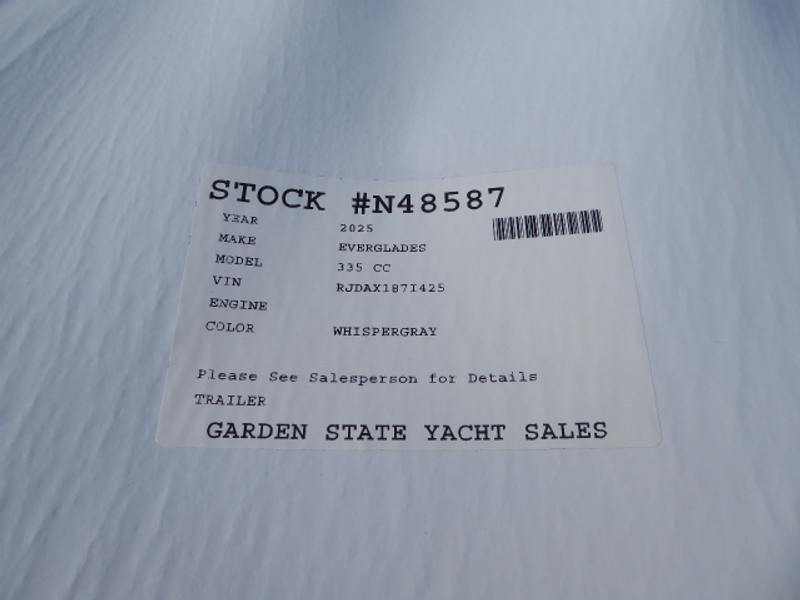 STOCK #N48587
YEAR 2025
MAKE EVERGLADES
MODEL 335 CC
VIN RJDAX187I425
ENGINE
COLOR WHISPERGRAY
Please See Salesperson for Details
TRAILER
GARDEN STATE YACHT SALES